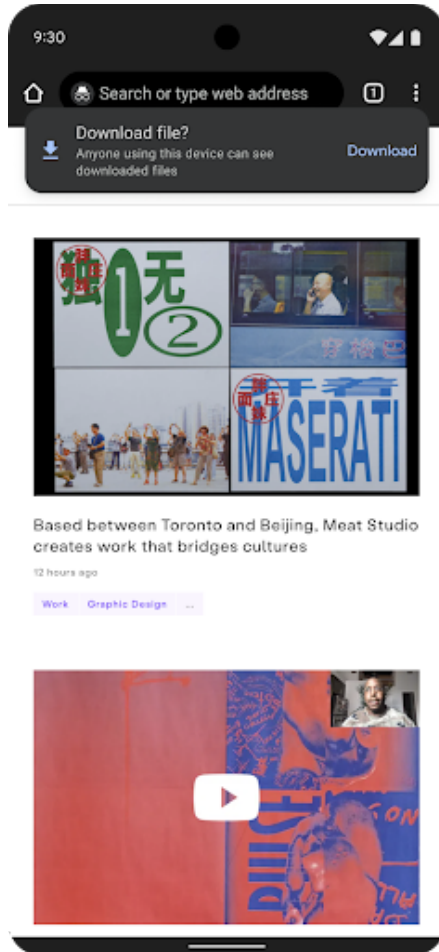 9:30
Search or type web address
1
Download file?
Anyone using this device can see
downloaded files
Download
独1无
2
MASERATI
Based between Toronto and Beijing, Meat Studio
creates work that bridges cultures
12 hours ago
Work Graphic Design ...